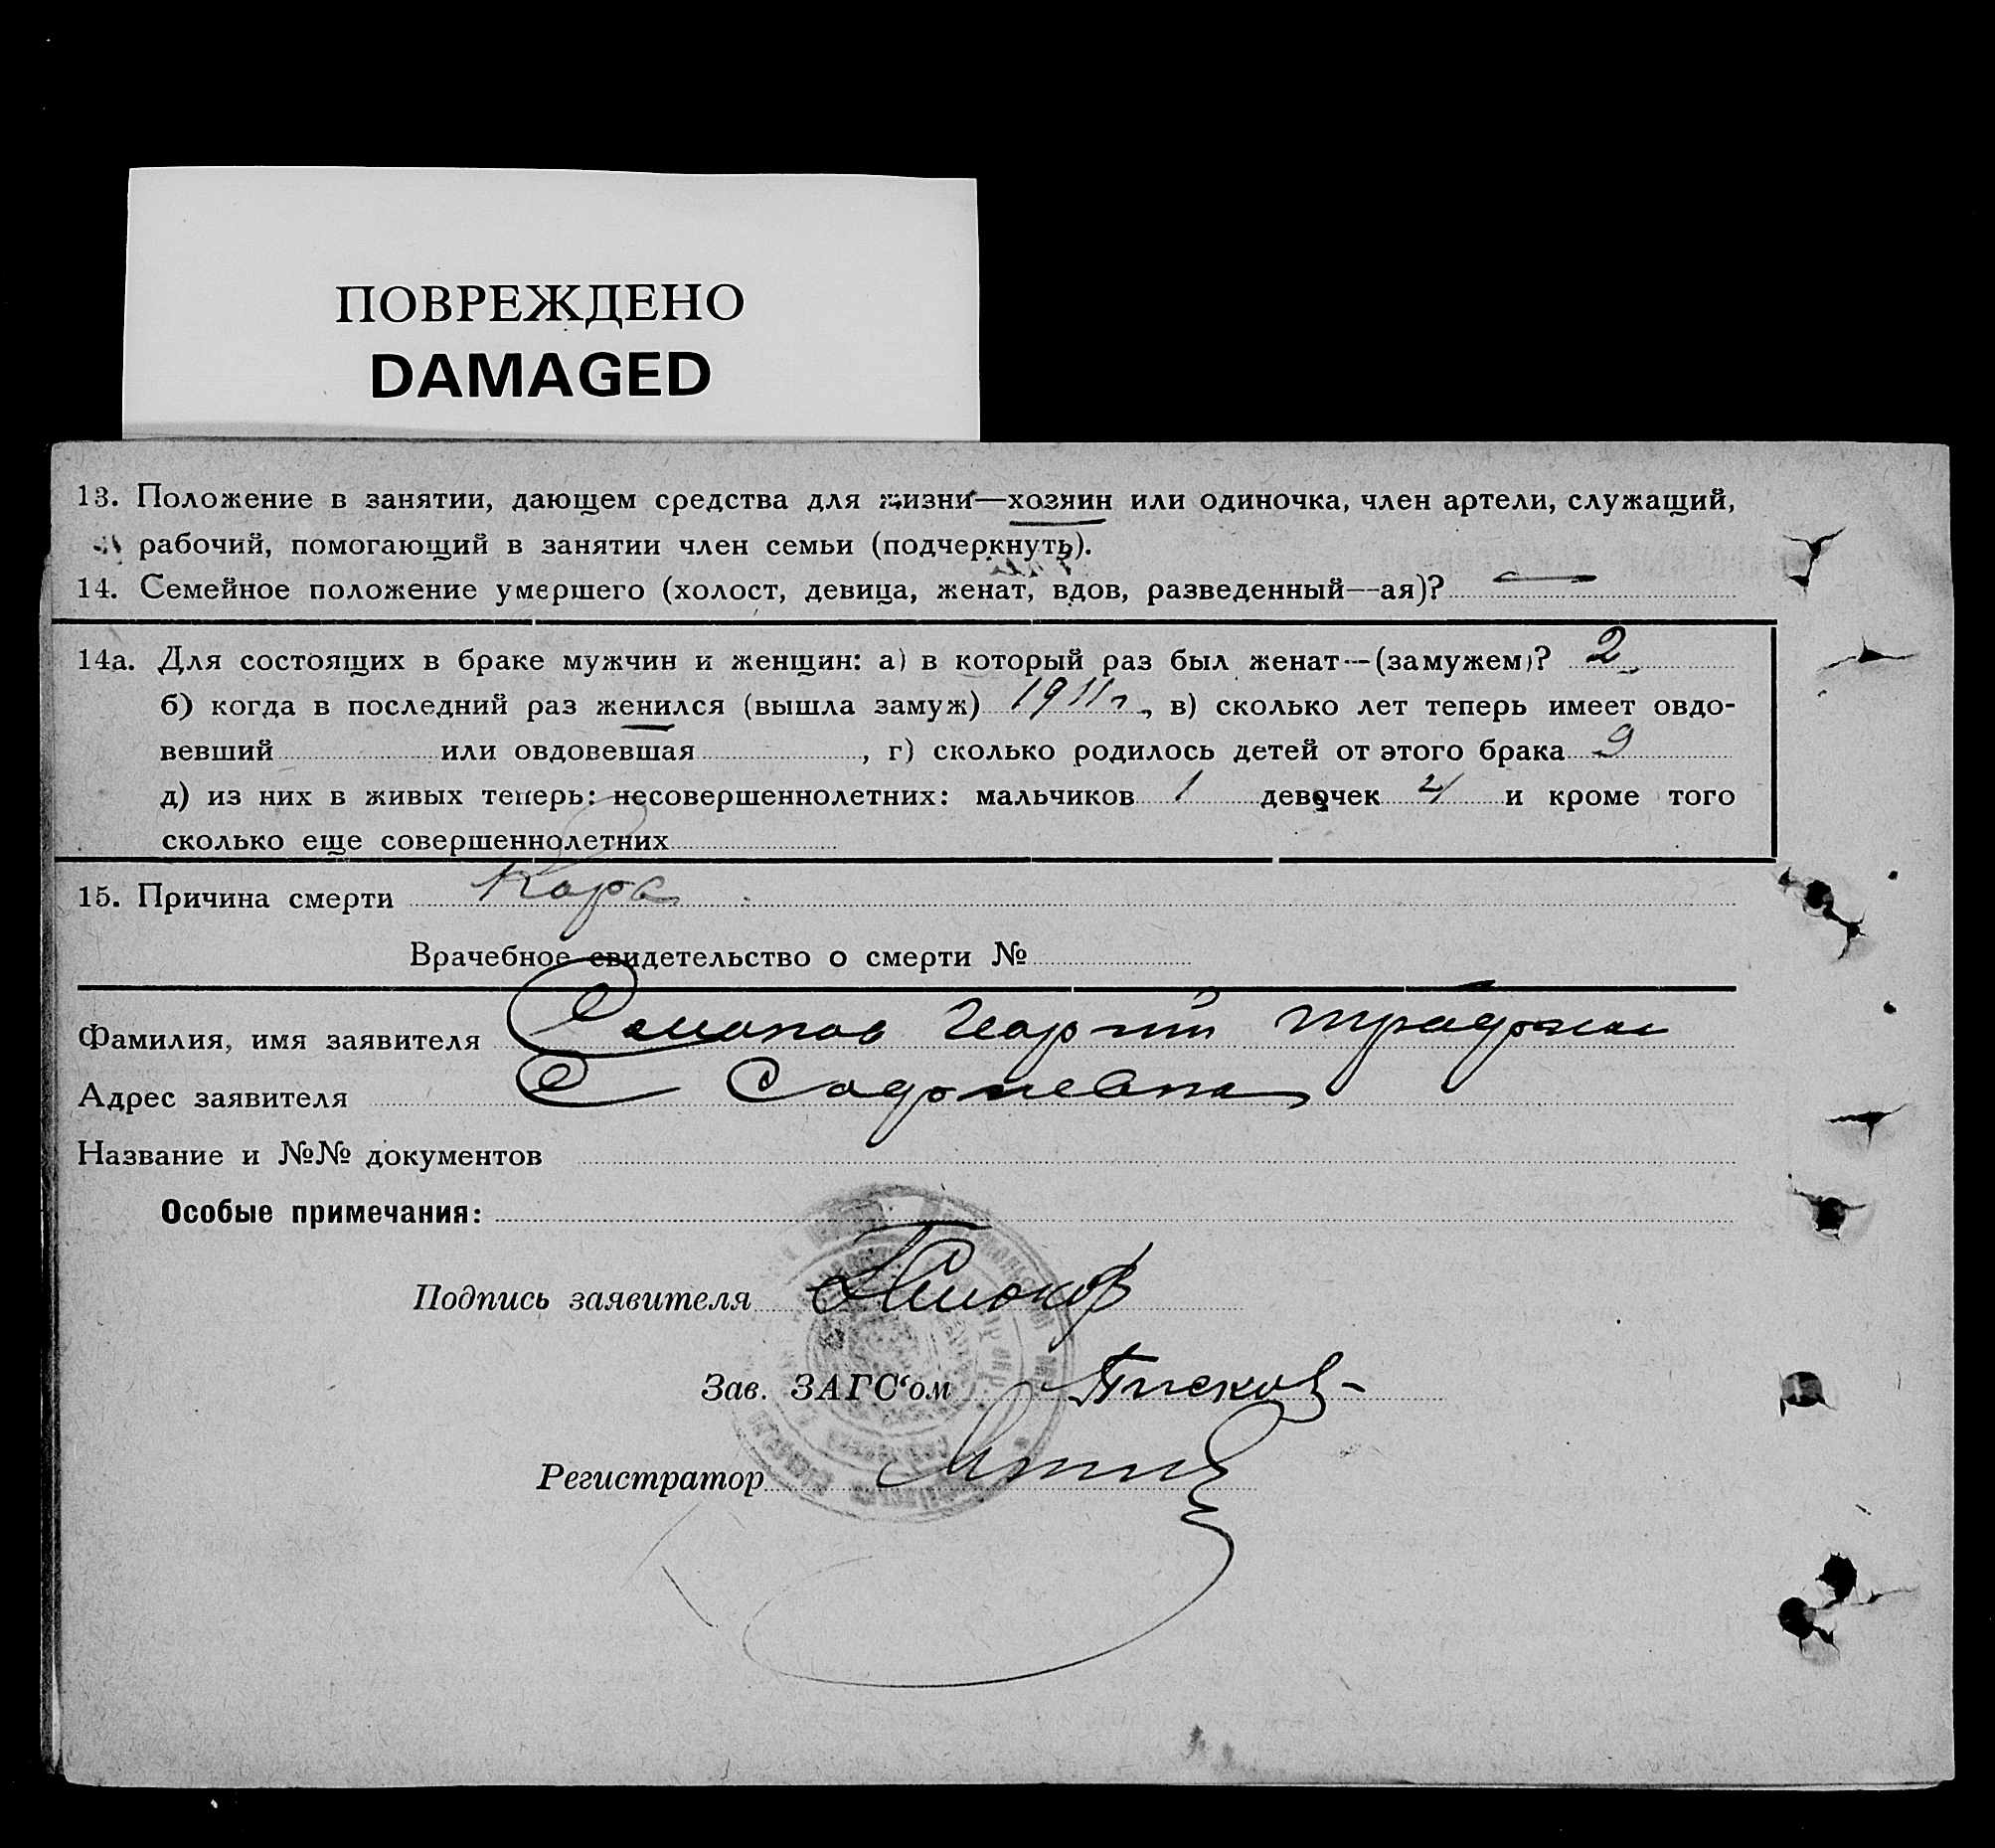 ПОВРЕЖДЕНО
DAMAGED
13. Положение в занятии, дающем средства для жизни—хозяин или одиночка, член артели, служащий,
рабочий, помогающий в занятии член семьи (подчеркнуть).
14. Семейное положение умершего (холост, девица, женат, вдов, разведенный—ая)? —
14а. Для состоящих в браке мужчин и женщин: а) в который раз был женат—(замужем)? 2
б) когда в последний раз женился (вышла замуж) 1911 г., в) сколько лет теперь имеет овдо-
вевший или овдовевшая , г) сколько родилось детей от этого брака 9
д) из них в живых теперь: несовершеннолетних: мальчиков 1 девочек 4 и кроме того
сколько еще совершеннолетних
15. Причина смерти Корь
Врачебное свидетельство о смерти №
Фамилия, имя заявителя
Адрес заявителя С
Название и №№ документов
Особые примечания:
Подпись заявителя
Зав. ЗАГС‘ом Писков
Регистратор